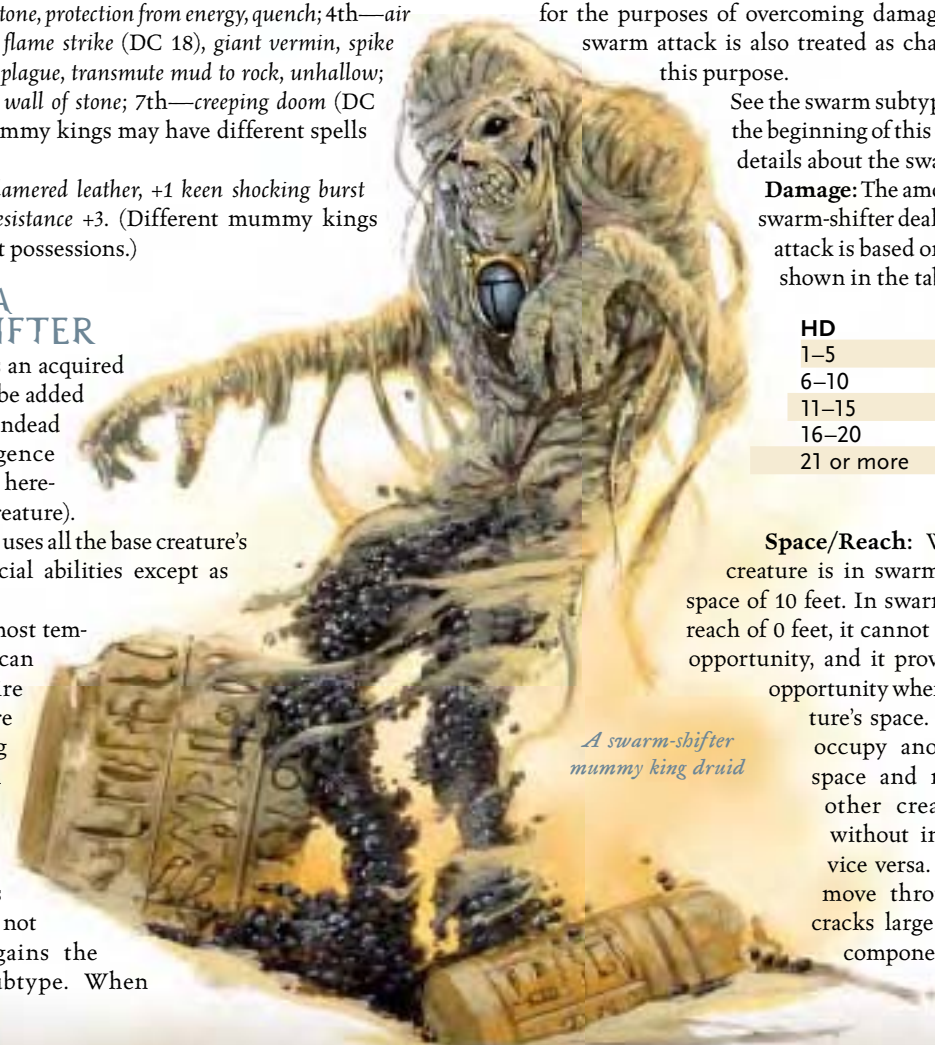 tone, protection from energy, quench; 4th—air
flame strike (DC 18), giant vermin, spike
plague, transmute mud to rock, unhallow;
wall of stone; 7th—creeping doom (DC
mmy kings may have different spells
amered leather, +1 keen shocking burst
esistance +3. (Different mummy kings
t possessions.)
A
IFTER
s an acquired
be added
ndead
gence
here-
reature).
uses all the base creature's
cial abilities except as
most tem-
can
are
re
g
s
not
gains the
btype. When
A swarm-shifter
mummy king druid
for the purposes of overcoming damag
swarm attack is also treated as cha
this purpose.
See the swarm subtyp
the beginning of this
details about the swa
Damage: The amo
swarm-shifter deal
attack is based on
shown in the tab
HD
1–5
6–10
11–15
16–20
21 or more
Space/Reach: W
creature is in swarm
space of 10 feet. In swarm
reach of 0 feet, it cannot
opportunity, and it prov
opportunity when
ture's space.
occupy ano
space and m
other crea
without in
vice versa.
move thro
cracks large
compone